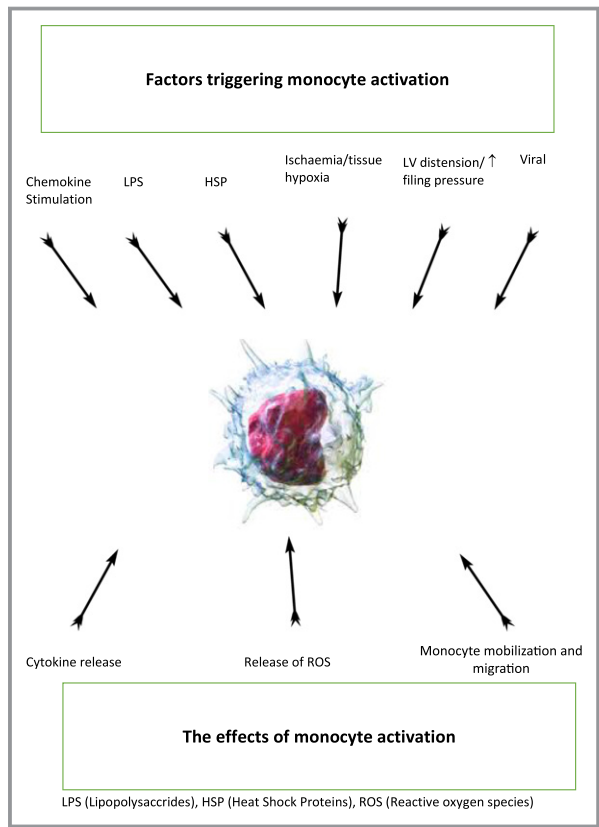 Factors triggering monocyte activation
Chemokine
Stimulation
LPS
HSP
Ischaemia/tissue
hypoxia
LV distension/ ↑
filing pressure
Viral
Cytokine release
Release of ROS
Monocyte mobilization and
migration
The effects of monocyte activation
LPS (Lipopolysaccrides), HSP (Heat Shock Proteins), ROS (Reactive oxygen species)